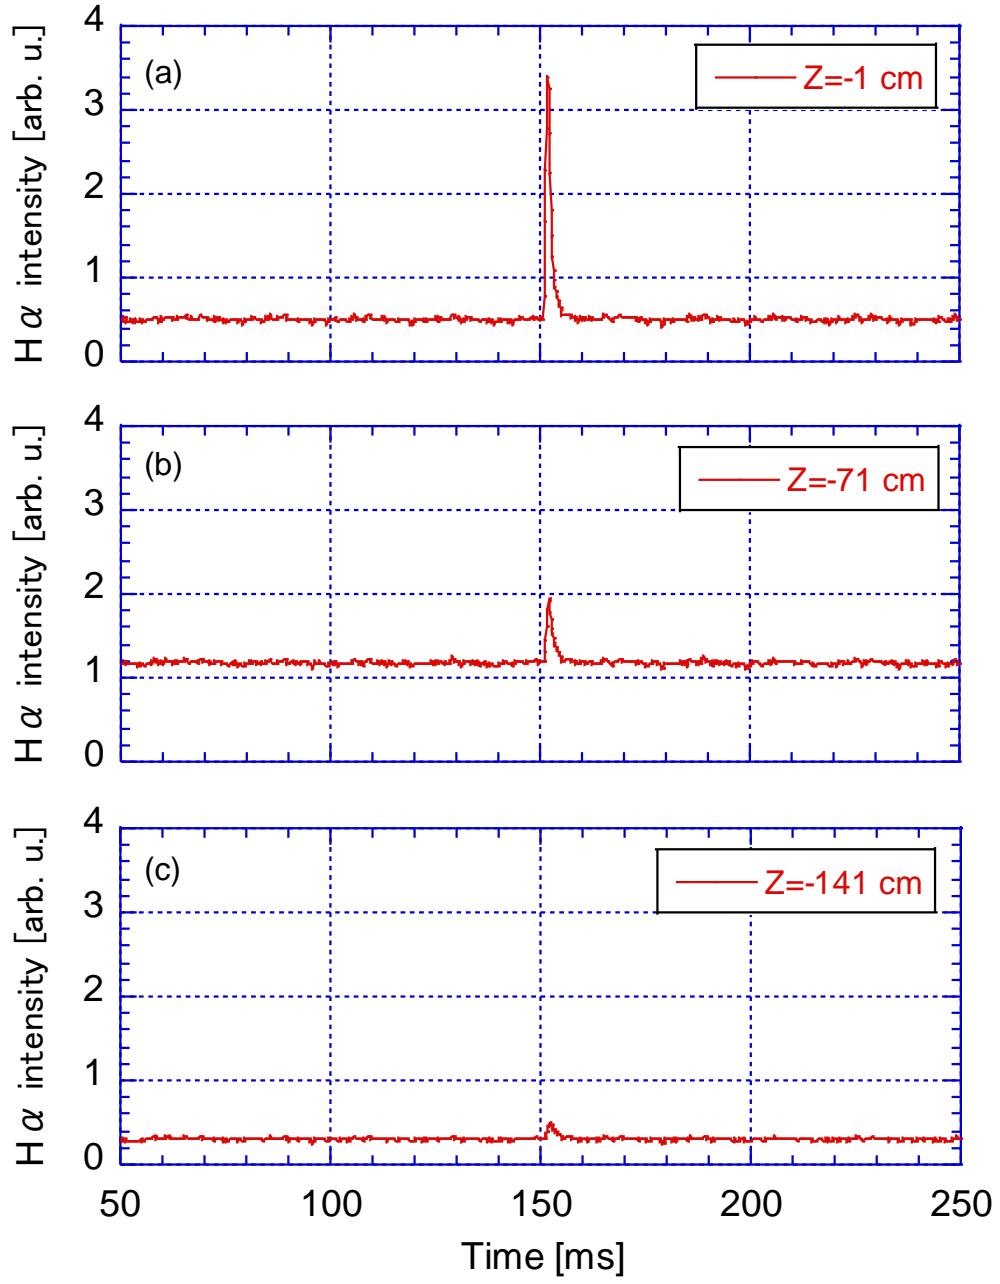 (a)
Z=-1 cm
Hα intensity [arb. u.]
4
3
2
1
0
(b)
Z=-71 cm
Hα intensity [arb. u.]
4
3
2
1
0
(c)
Z=-141 cm
Hα intensity [arb. u.]
4
3
2
1
0
50 100 150 200 250
Time [ms]